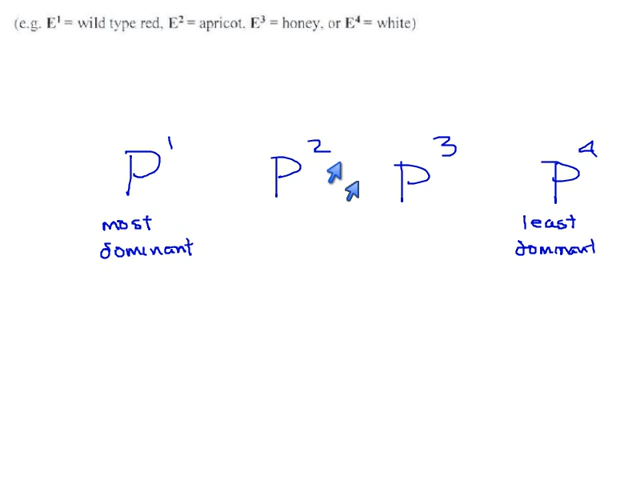 (e.g. E¹ = wild type red, E² = apricot. E³ = honey, or E⁴ = white)
P¹ P² P³ P⁴
most least
dominant dominant